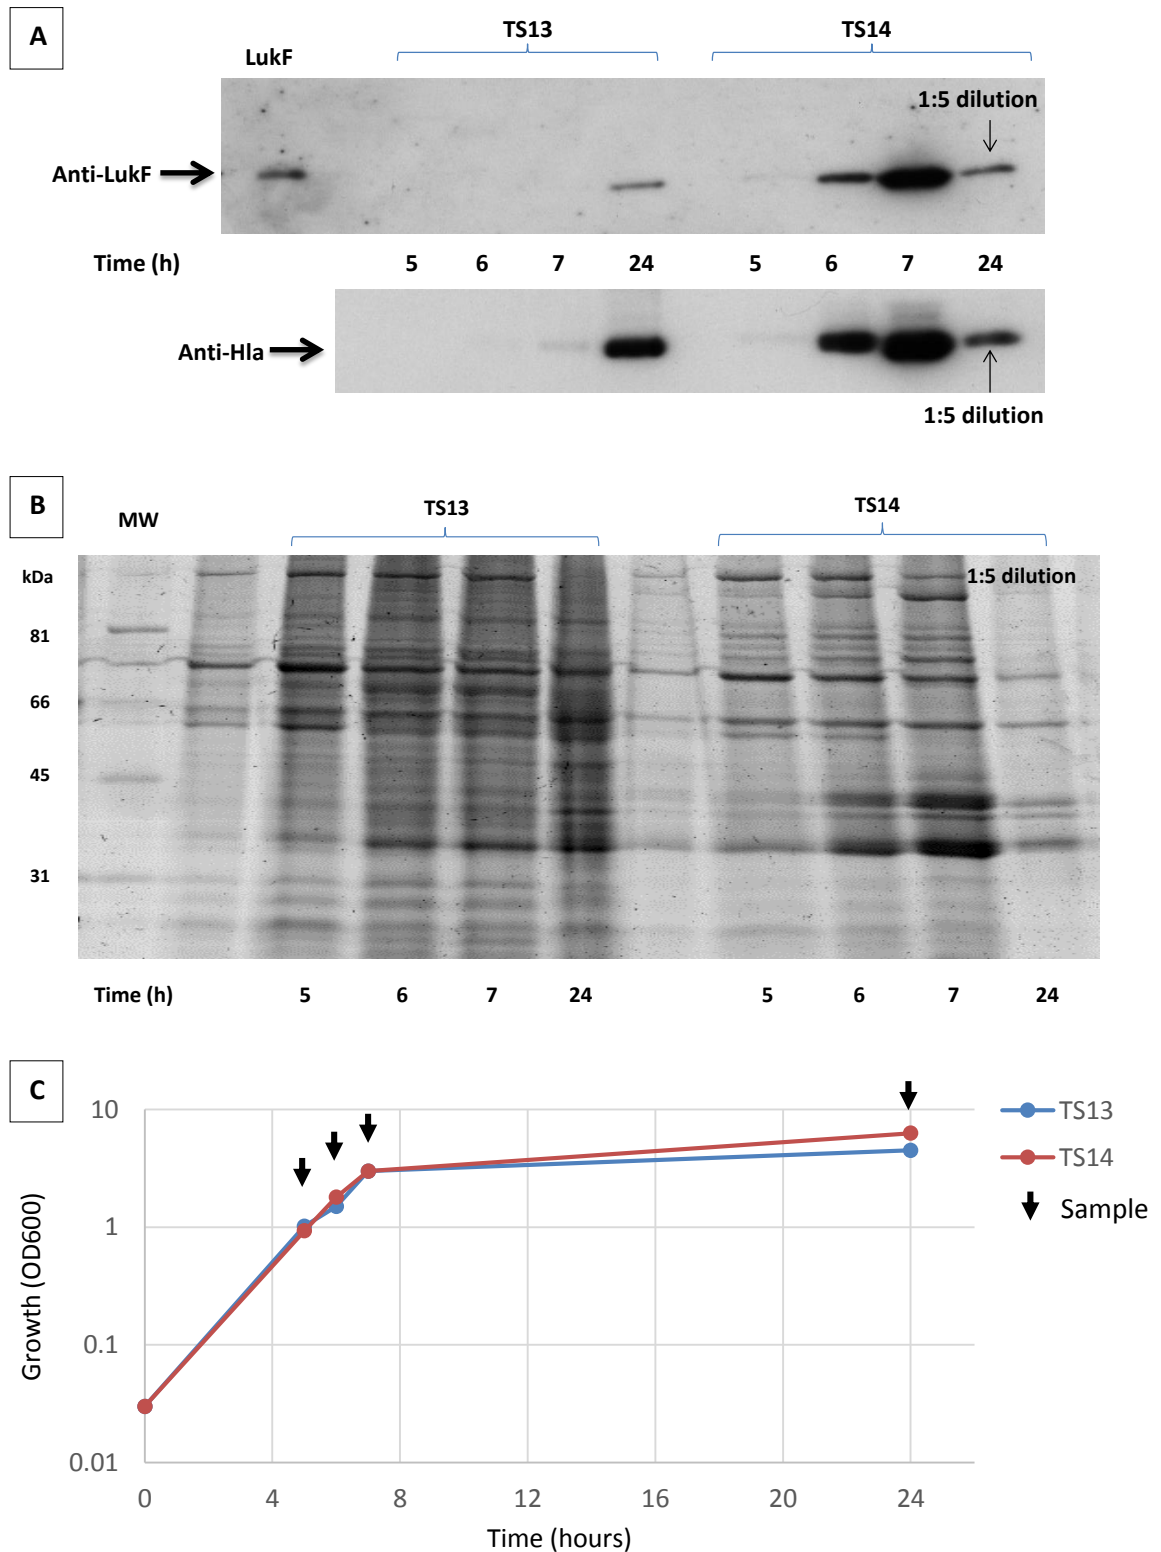 A
TS13
TS14
LukF
1:5 dilution
Anti-LukF
Time (h) 5 6 7 24 5 6 7 24
Anti-Hla
1:5 dilution
B
MW
TS13
TS14
kDa
1:5 dilution
81
66
45
31
Time (h) 5 6 7 24 5 6 7 24
C
10
1
0.1
0.01
Growth (OD600)
0 4 8 12 16 20 24
Time (hours)
TS13
TS14
Sample